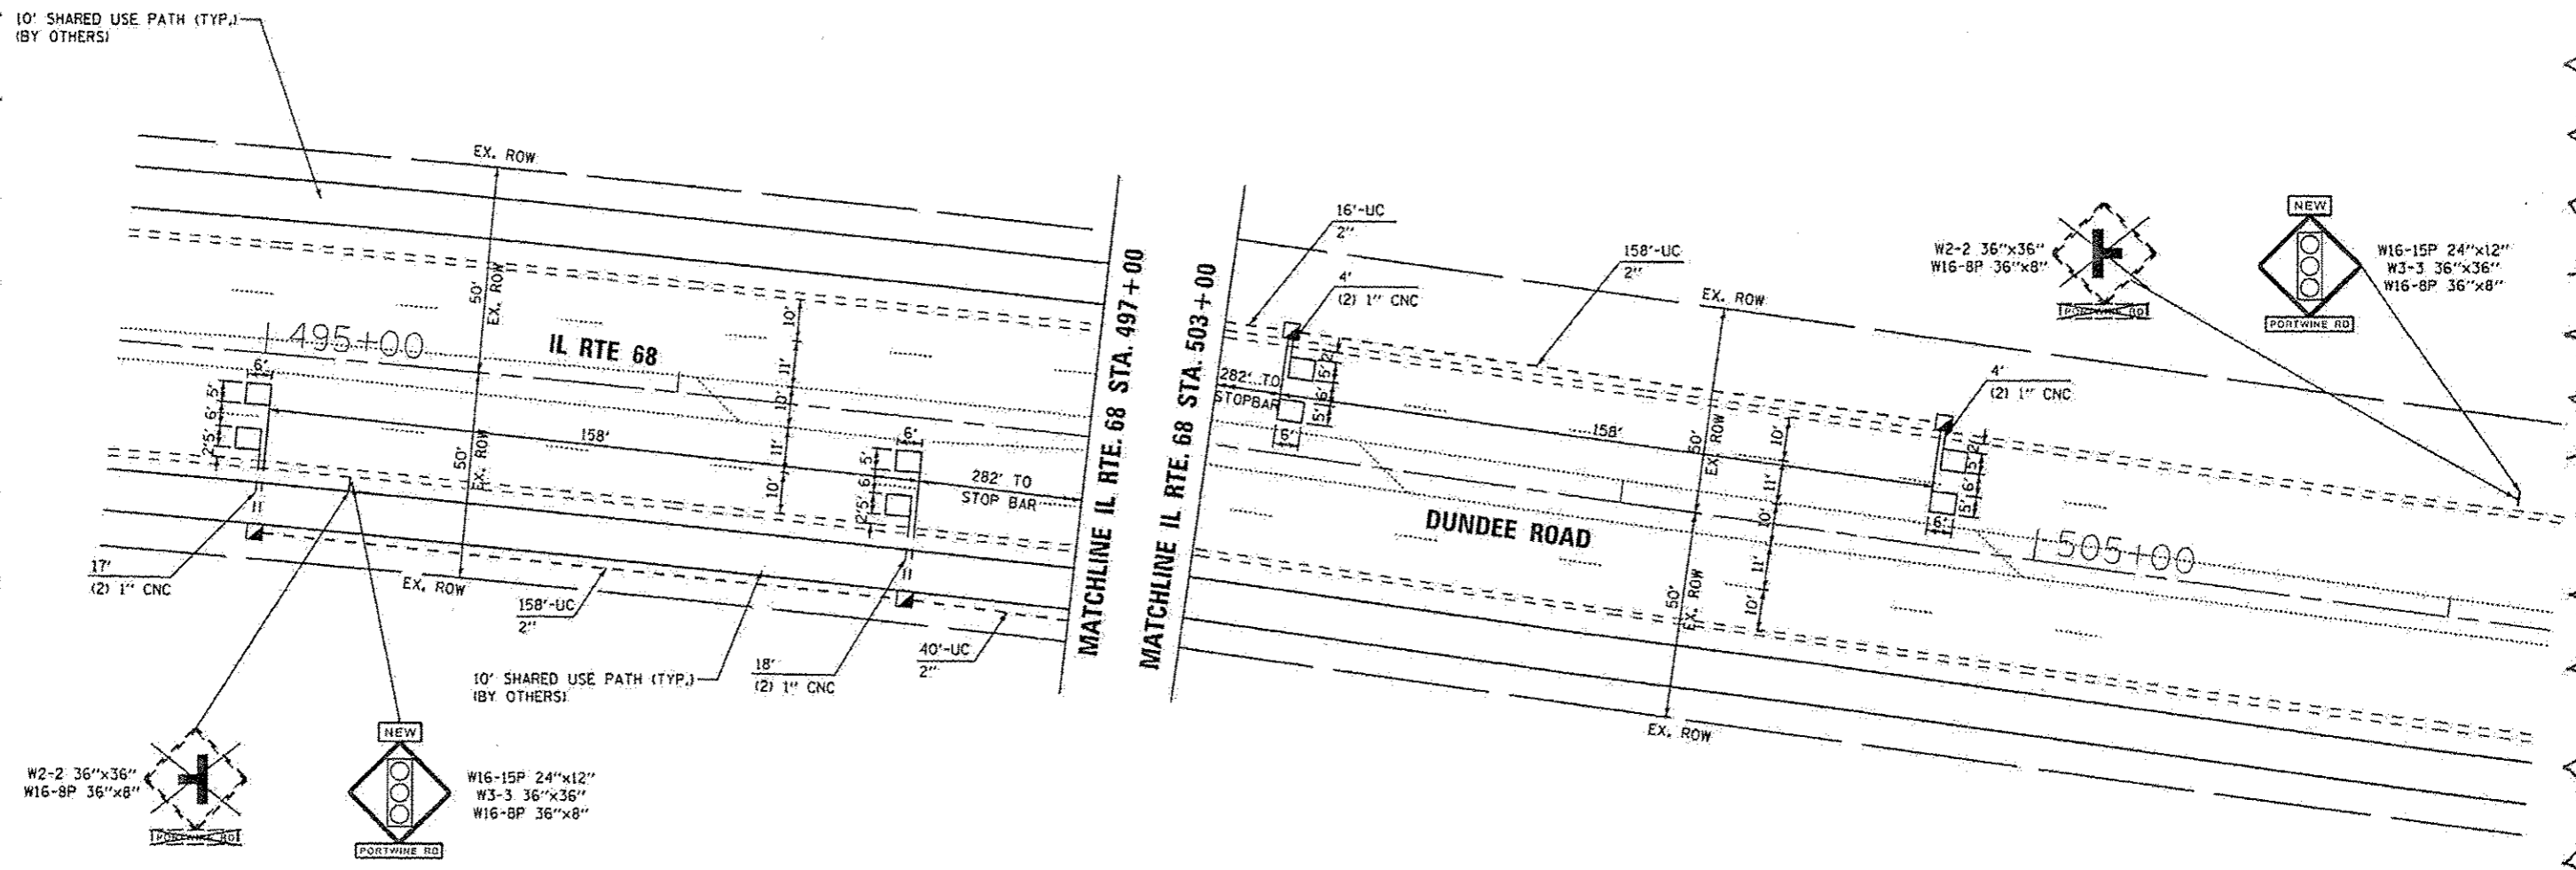 10' SHARED USE PATH (TYP.)
(BY OTHERS)
EX. ROW
50'
EX. ROW
495+00
IL RTE 68
10'
11'
10'
11'
10'
6'
5'
6'
5'
2'
158'
50'
EX. ROW
6'
5'
6'
5'
2'
282' TO
STOP BAR
17'
(2) 1" CNC
EX. ROW
158'-UC
2"
10' SHARED USE PATH (TYP.)
(BY OTHERS)
18'
(2) 1" CNC
40'-UC
2"
W2-2 36"x36"
W16-8P 36"x8"
PORTWINE RD
NEW
W16-15P 24"x12"
W3-3 36"x36"
W16-8P 36"x8"
PORTWINE RD
MATCHLINE IL RTE. 68 STA. 497+00
MATCHLINE IL RTE. 68 STA. 503+00
16'-UC
2"
4'
(2) 1" CNC
158'-UC
2"
EX. ROW
282' TO
STOPBAR
2'
5'
6'
5'
6'
158'
50'
EX. ROW
10'
11'
10'
11'
10'
4'
(2) 1" CNC
2'
5'
6'
5'
6'
DUNDEE ROAD
505+00
50'
EX. ROW
EX. ROW
W2-2 36"x36"
W16-8P 36"x8"
PORTWINE RD
NEW
W16-15P 24"x12"
W3-3 36"x36"
W16-8P 36"x8"
PORTWINE RD